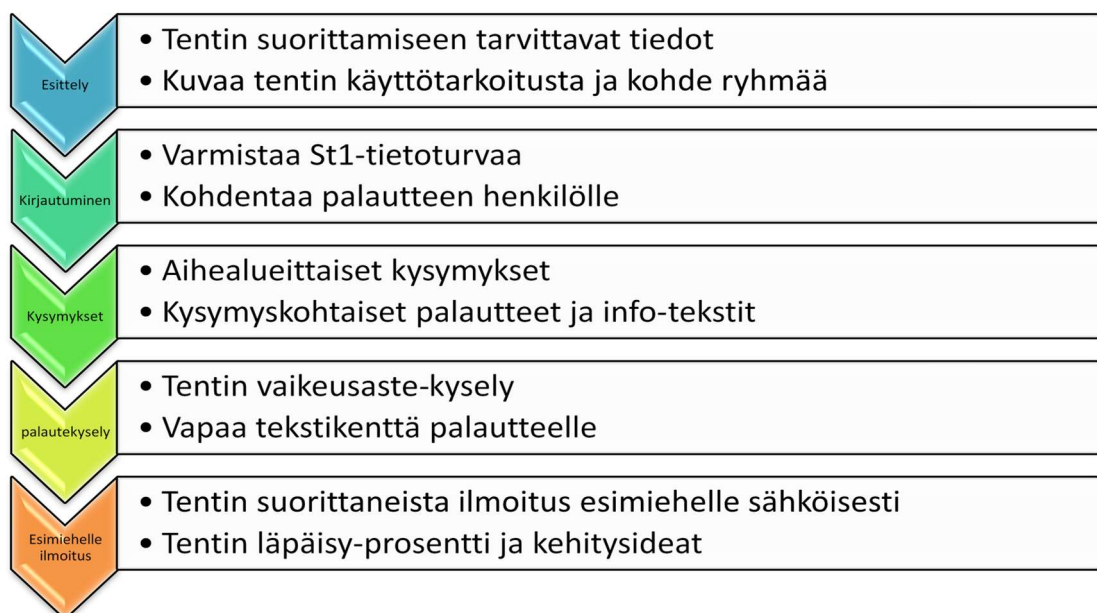 Esittely
• Tentin suorittamiseen tarvittavat tiedot
• Kuvaa tentin käyttötarkoitusta ja kohde ryhmää
Kirjautuminen
• Varmistaa St1-tietoturvaa
• Kohdentaa palautteen henkilölle
Kysymykset
• Aihealueittaiset kysymykset
• Kysymyskohtaiset palautteet ja info-tekstit
palautekysely
• Tentin vaikeusaste-kysely
• Vapaa tekstikenttä palautteelle
Esimiehelle
ilmoitus
• Tentin suorittaneista ilmoitus esimiehelle sähköisesti
• Tentin läpäisy-prosentti ja kehitysideat